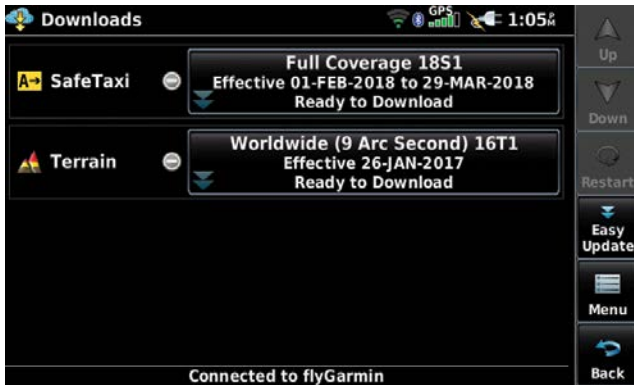 Downloads
GPS
1:05PM
Up
Down
Restart
Easy
Update
Menu
Back
A→ SafeTaxi
Full Coverage 18S1
Effective 01-FEB-2018 to 29-MAR-2018
Ready to Download
Terrain
Worldwide (9 Arc Second) 16T1
Effective 26-JAN-2017
Ready to Download
Connected to flyGarmin